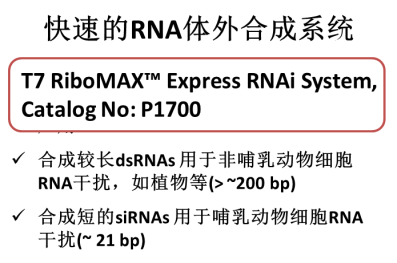 快速的RNA体外合成系统
T7 RiboMAX™ Express RNAi System,
Catalog No: P1700
✓ 合成较长dsRNAs 用于非哺乳动物细胞
RNA干扰，如植物等(> ~200 bp)
✓ 合成短的siRNAs 用于哺乳动物细胞RNA
干扰(~ 21 bp)